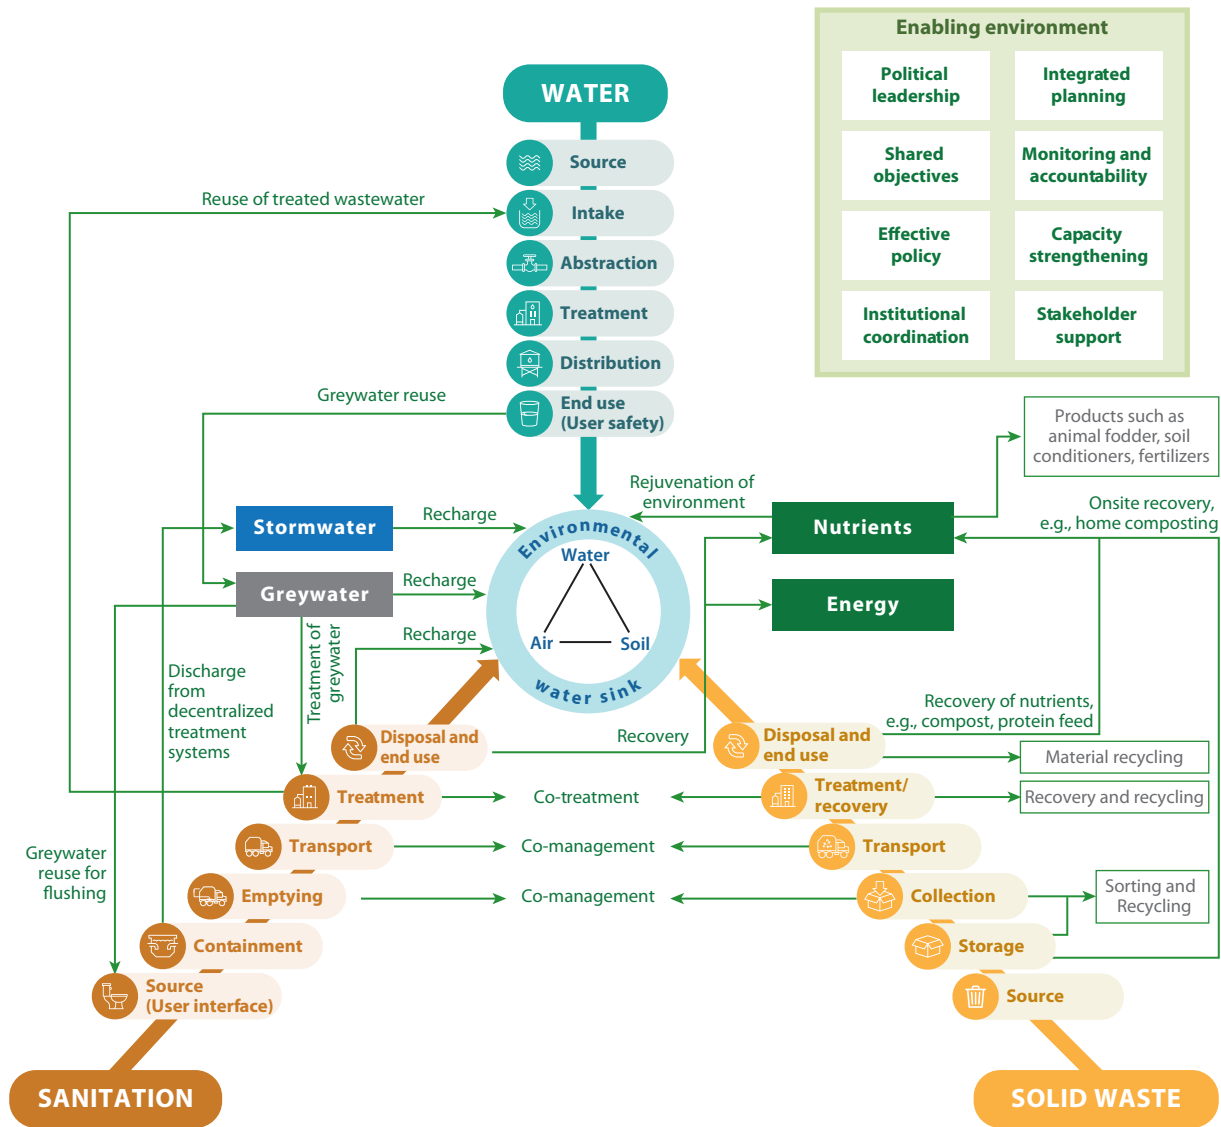 Enabling environment
Political
leadership
Integrated
planning
Shared
objectives
Monitoring and
accountability
Effective
policy
Capacity
strengthening
Institutional
coordination
Stakeholder
support
WATER
Source
Intake
Abstraction
Treatment
Distribution
End use
(User safety)
Reuse of treated wastewater
Greywater reuse
Products such as
animal fodder, soil
conditioners, fertilizers
Rejuvenation of
environment
Onsite recovery,
e.g., home composting
Stormwater
Recharge
Nutrients
Greywater
Recharge
Energy
Recharge
Environmental
water sink
Water
Air
Soil
Treatment of
greywater
Discharge
from
decentralized
treatment
systems
Recovery of nutrients,
e.g., compost, protein feed
Disposal and
end use
Recovery
Disposal and
end use
Material recycling
Treatment
Co-treatment
Treatment/
recovery
Recovery and recycling
Transport
Co-management
Transport
Greywater
reuse for
flushing
Emptying
Co-management
Collection
Sorting and
Recycling
Containment
Storage
Source
(User interface)
Source
SANITATION
SOLID WASTE